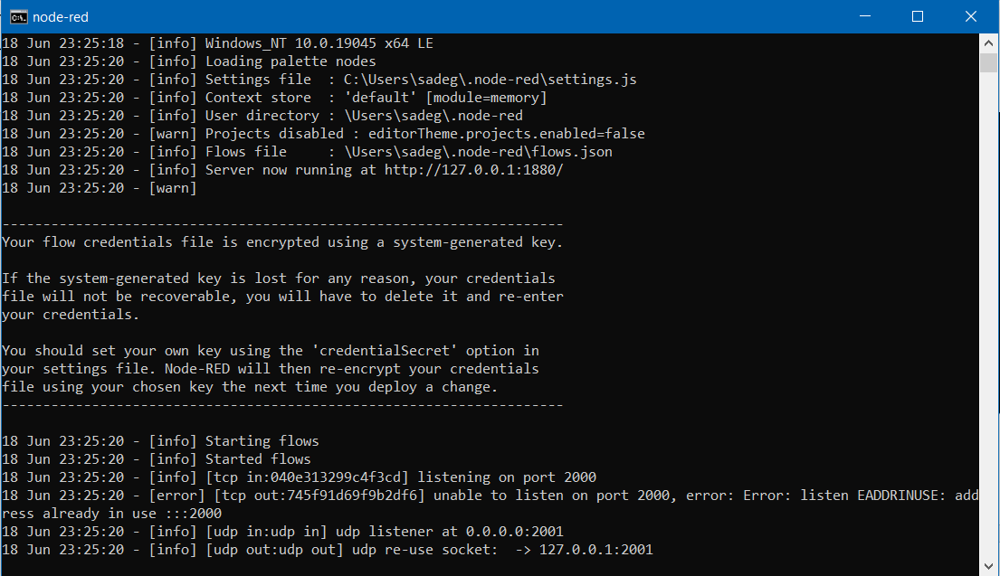 node-red
18 Jun 23:25:18 - [info] Windows_NT 10.0.19045 x64 LE
18 Jun 23:25:20 - [info] Loading palette nodes
18 Jun 23:25:20 - [info] Settings file  : C:\Users\sadeg\.node-red\settings.js
18 Jun 23:25:20 - [info] Context store  : 'default' [module=memory]
18 Jun 23:25:20 - [info] User directory : \Users\sadeg\.node-red
18 Jun 23:25:20 - [warn] Projects disabled : editorTheme.projects.enabled=false
18 Jun 23:25:20 - [info] Flows file     : \Users\sadeg\.node-red\flows.json
18 Jun 23:25:20 - [info] Server now running at http://127.0.0.1:1880/
18 Jun 23:25:20 - [warn]
---------------------------------------------------------------------
Your flow credentials file is encrypted using a system-generated key.
If the system-generated key is lost for any reason, your credentials
file will not be recoverable, you will have to delete it and re-enter
your credentials.
You should set your own key using the 'credentialSecret' option in
your settings file. Node-RED will then re-encrypt your credentials
file using your chosen key the next time you deploy a change.
---------------------------------------------------------------------
18 Jun 23:25:20 - [info] Starting flows
18 Jun 23:25:20 - [info] Started flows
18 Jun 23:25:20 - [info] [tcp in:040e313299c4f3cd] listening on port 2000
18 Jun 23:25:20 - [error] [tcp out:745f91d69f9b2df6] unable to listen on port 2000, error: Error: listen EADDRINUSE: add
ress already in use :::2000
18 Jun 23:25:20 - [info] [udp in:udp in] udp listener at 0.0.0.0:2001
18 Jun 23:25:20 - [info] [udp out:udp out] udp re-use socket:  -> 127.0.0.1:2001